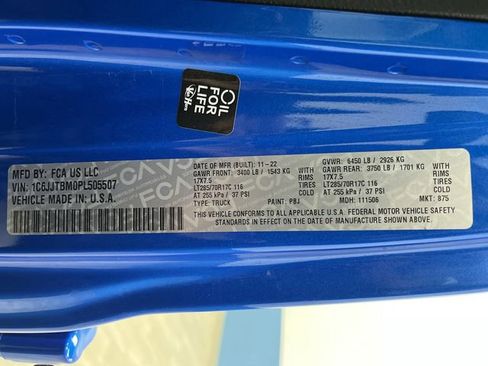 OIL
FOR
LIFE
MFD BY: FCA US LLC
VIN: 1C6JJTBM0PL505507
VEHICLE MADE IN U.S.A.
DATE OF MFR (BUILT): 11-22
GAWR FRONT: 3400 LB / 1543 KG
17X7.5
LT285/70R17C 116
AT 255 kPa / 37 PSI
TYPE: TRUCK
WITH
RIMS
TIRES
PAINT: PBJ
GVWR: 6450 LB / 2926 KG
GAWR REAR: 3750 LB / 1701 KG
17X7.5
LT285/70R17C 116
AT 255 kPa / 37 PSI
MDH: 111506
WITH
RIMS
TIRES
MKT: 875
THIS VEHICLE CONFORMS TO ALL APPLICABLE U.S.A. FEDERAL MOTOR VEHICLE SAFETY
STANDARDS IN EFFECT ON THE DATE OF MANUFACTURE SHOWN ABOVE.